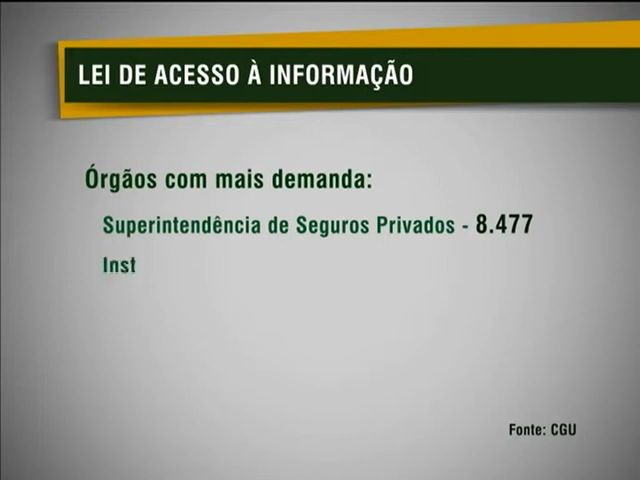 LEI DE ACESSO À INFORMAÇÃO
Órgãos com mais demanda:
Superintendência de Seguros Privados - 8.477
Inst
Fonte: CGU